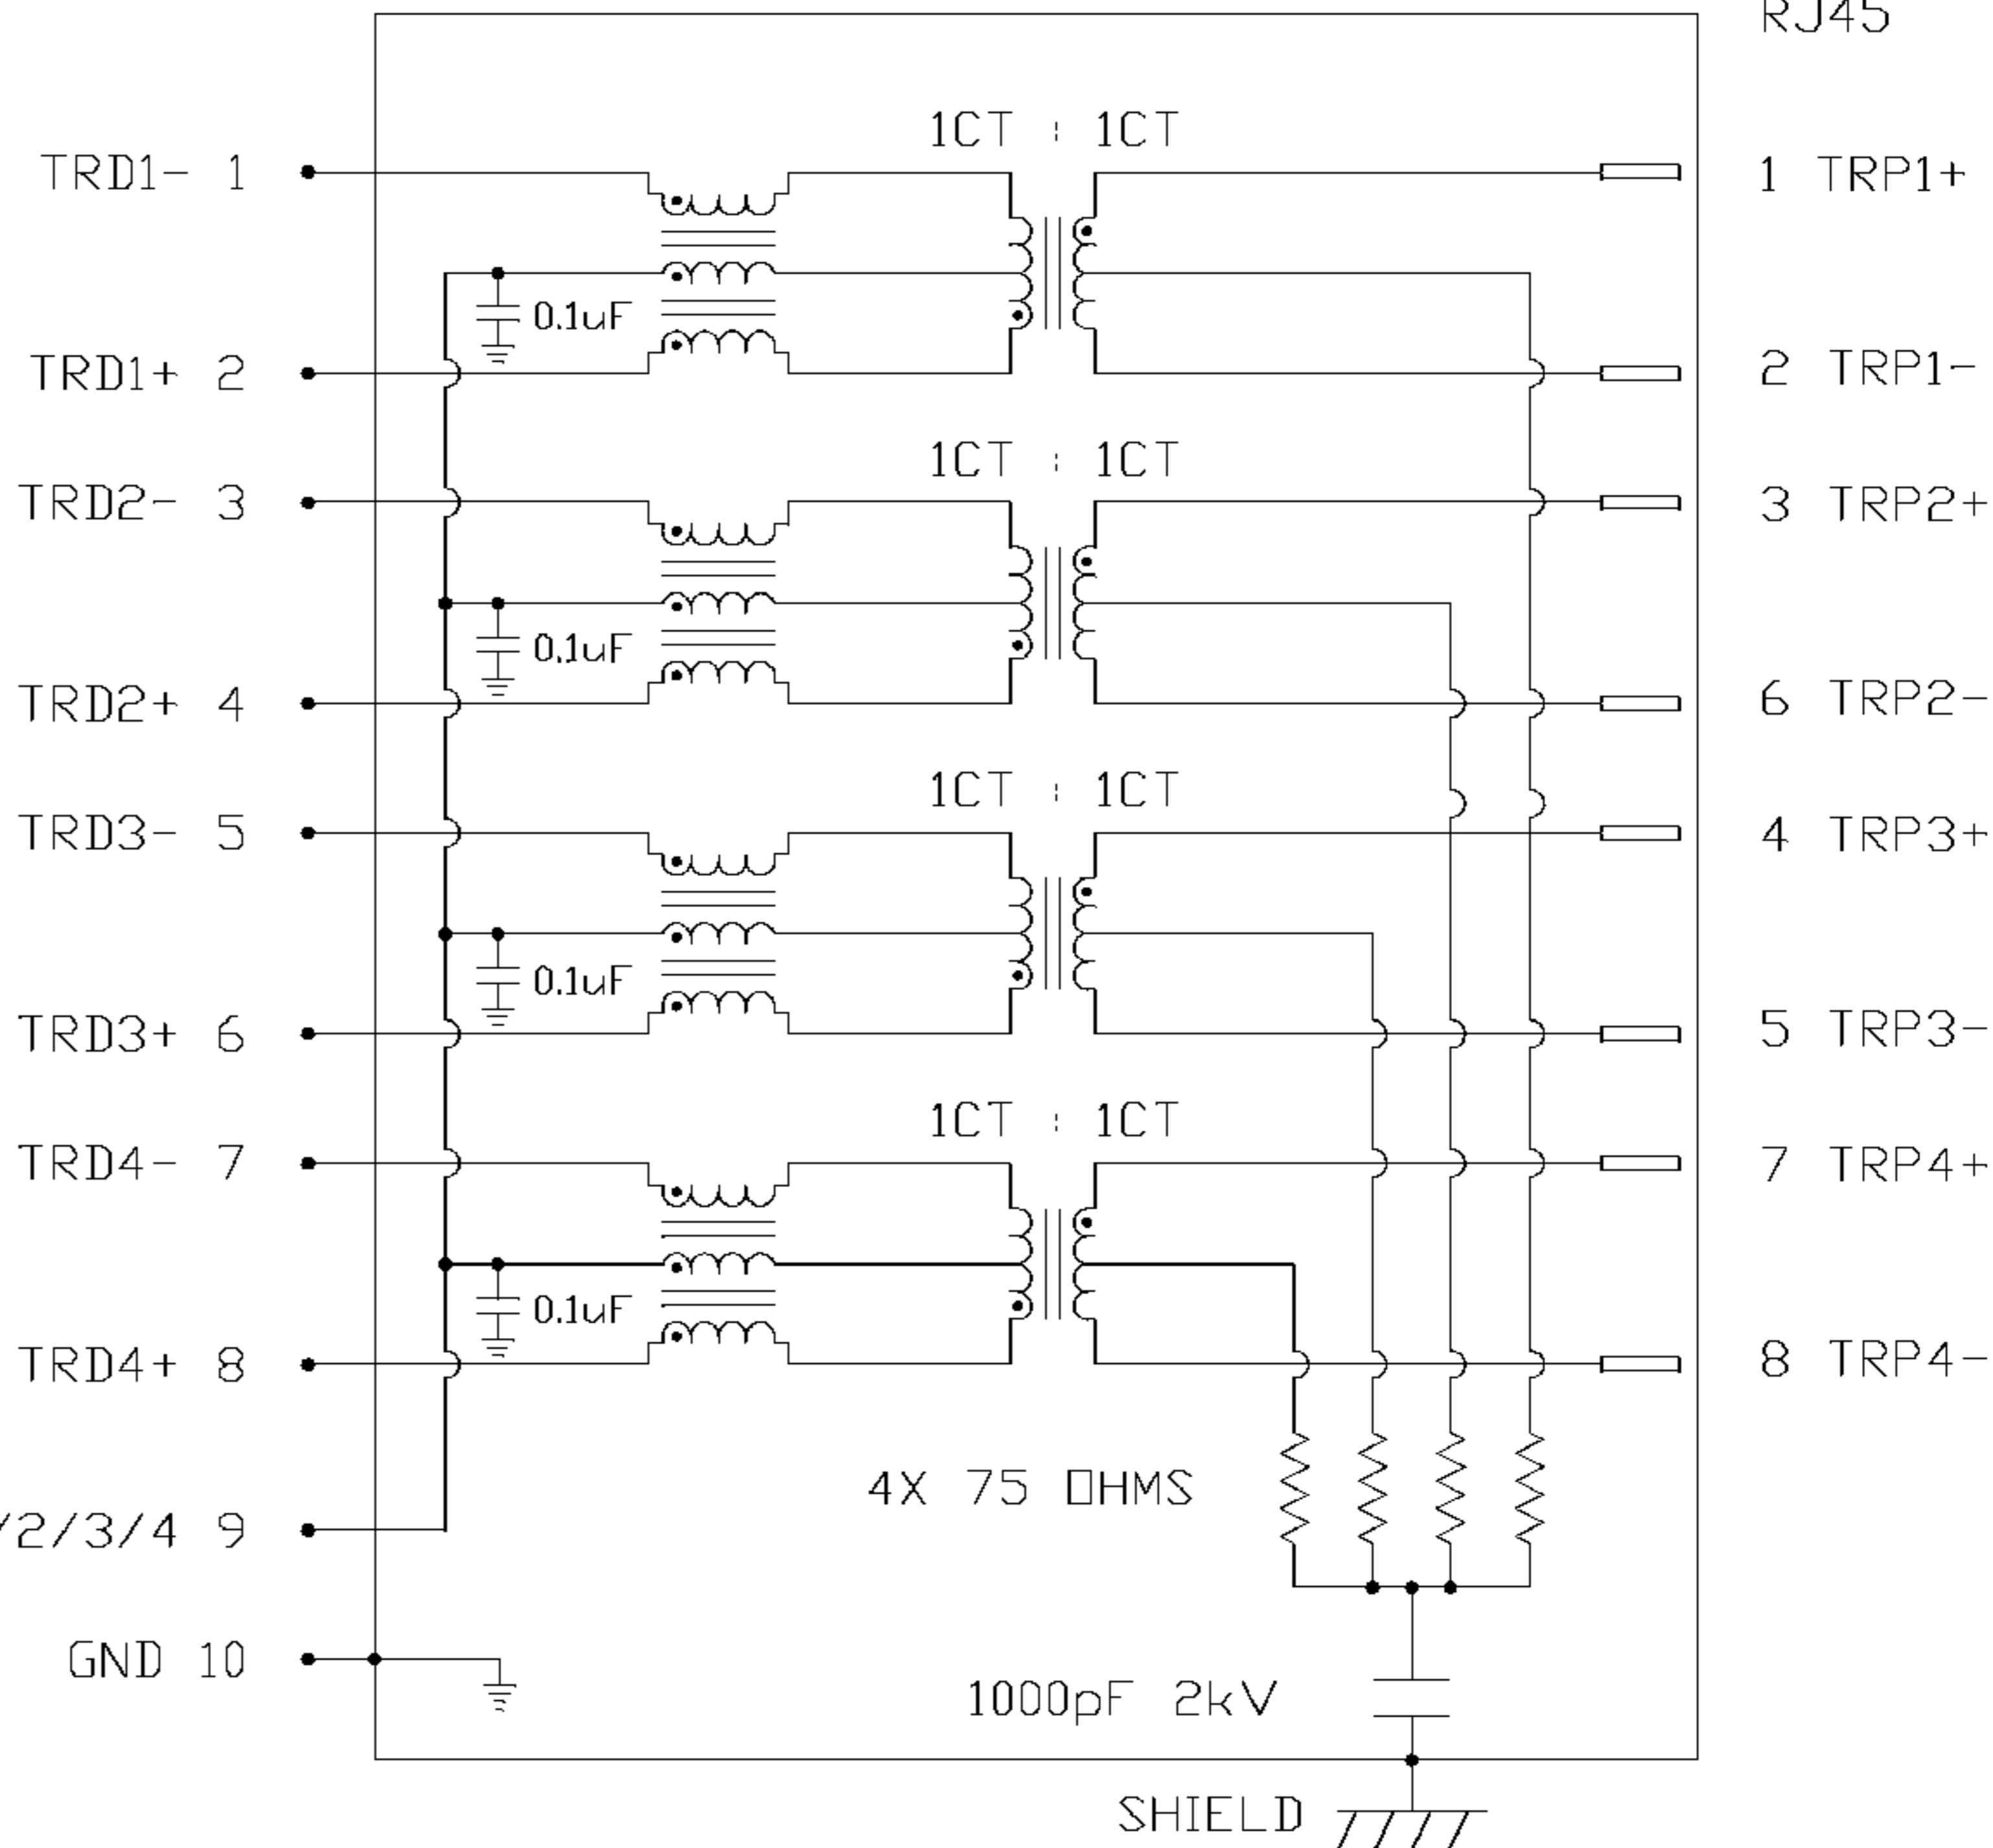 RJ45
1CT : 1CT
TRD1- 1
1 TRP1+
0.1uF
TRD1+ 2
2 TRP1-
1CT : 1CT
TRD2- 3
3 TRP2+
0.1uF
TRD2+ 4
6 TRP2-
1CT : 1CT
TRD3- 5
4 TRP3+
0.1uF
TRD3+ 6
5 TRP3-
1CT : 1CT
TRD4- 7
7 TRP4+
0.1uF
TRD4+ 8
8 TRP4-
4X 75 OHMS
/2/3/4 9
GND 10
1000pF 2kV
SHIELD